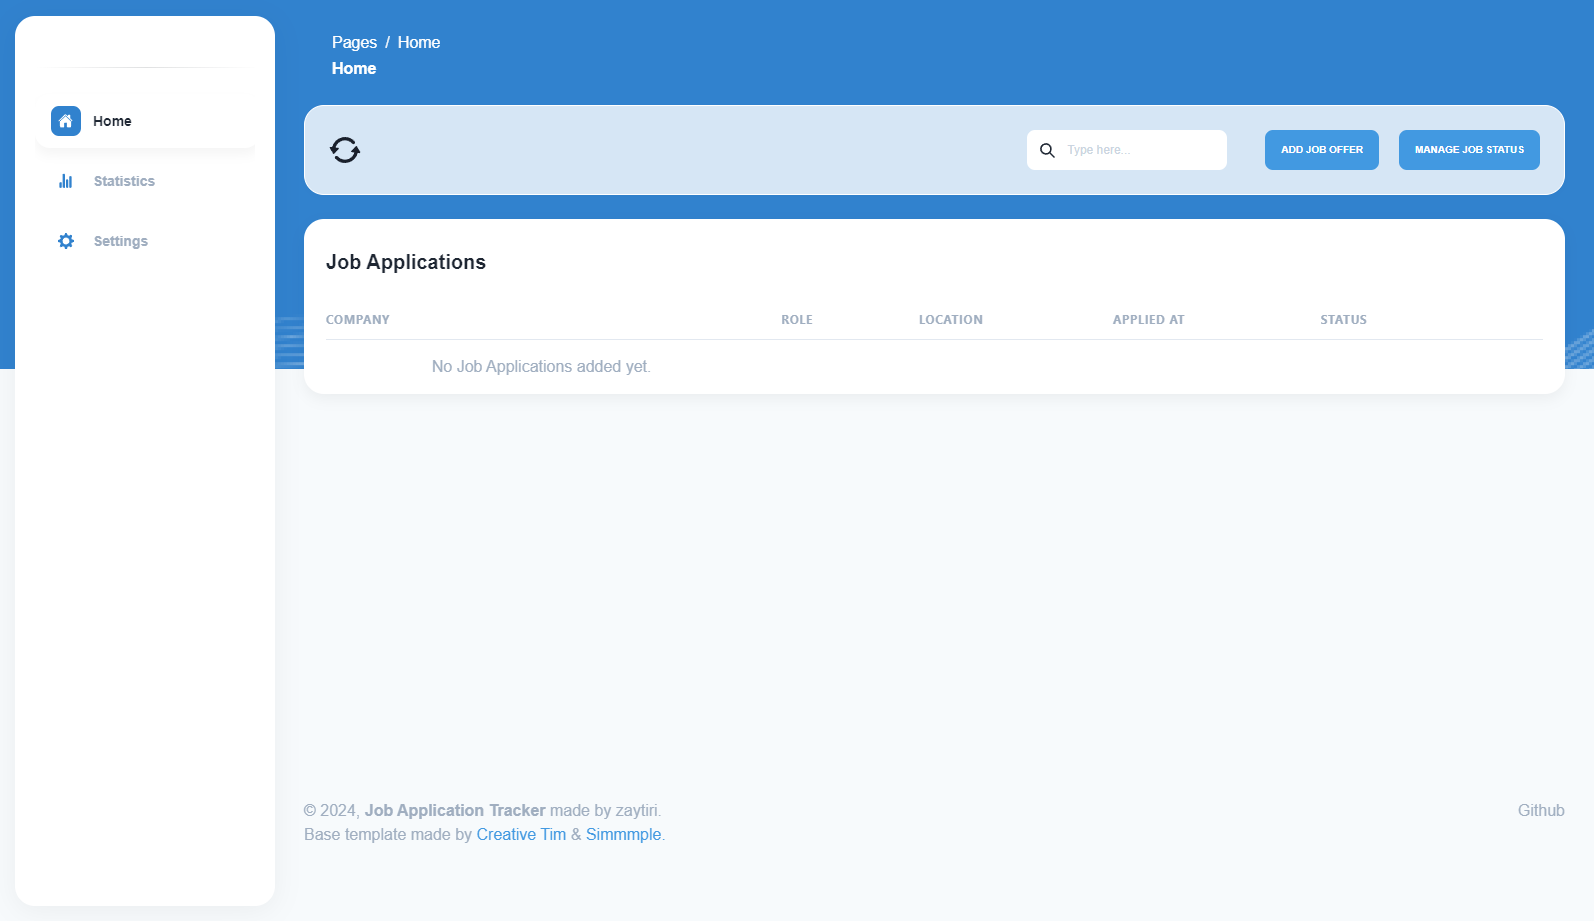 Pages / Home
Home
Home
Statistics
Settings
Type here...
ADD JOB OFFER
MANAGE JOB STATUS
Job Applications
COMPANY ROLE LOCATION APPLIED AT STATUS
No Job Applications added yet.
© 2024, Job Application Tracker made by zaytiri.
Base template made by Creative Tim & Simmmple.
Github